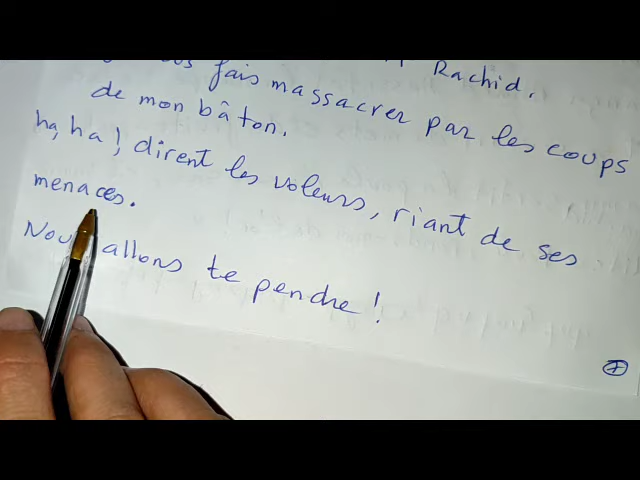 fais massacrer par les coups Rachid.
de mon bâton.
ha, ha ! dirent les voleurs, riant de ses
menaces.
Nous allons te pendre !